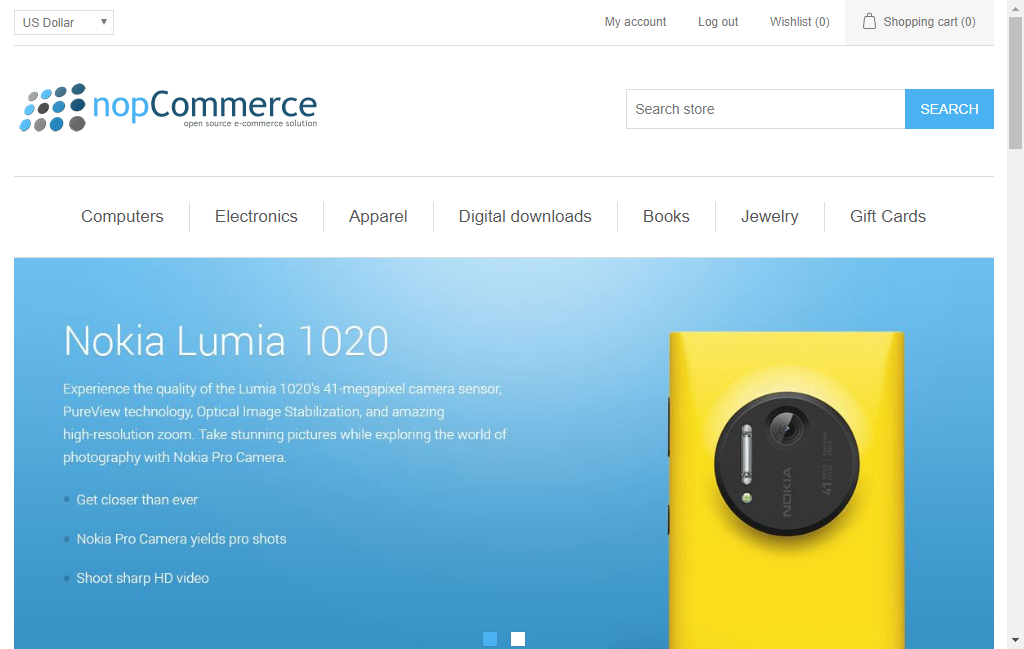 US Dollar
My account
Log out
Wishlist (0)
Shopping cart (0)
nopCommerce
open source e-commerce solution
Search store
SEARCH
Computers
Electronics
Apparel
Digital downloads
Books
Jewelry
Gift Cards
Nokia Lumia 1020
Experience the quality of the Lumia 1020's 41-megapixel camera sensor,
PureView technology, Optical Image Stabilization, and amazing
high-resolution zoom. Take stunning pictures while exploring the world of
photography with Nokia Pro Camera.
Get closer than ever
Nokia Pro Camera yields pro shots
Shoot sharp HD video
NOKIA
41